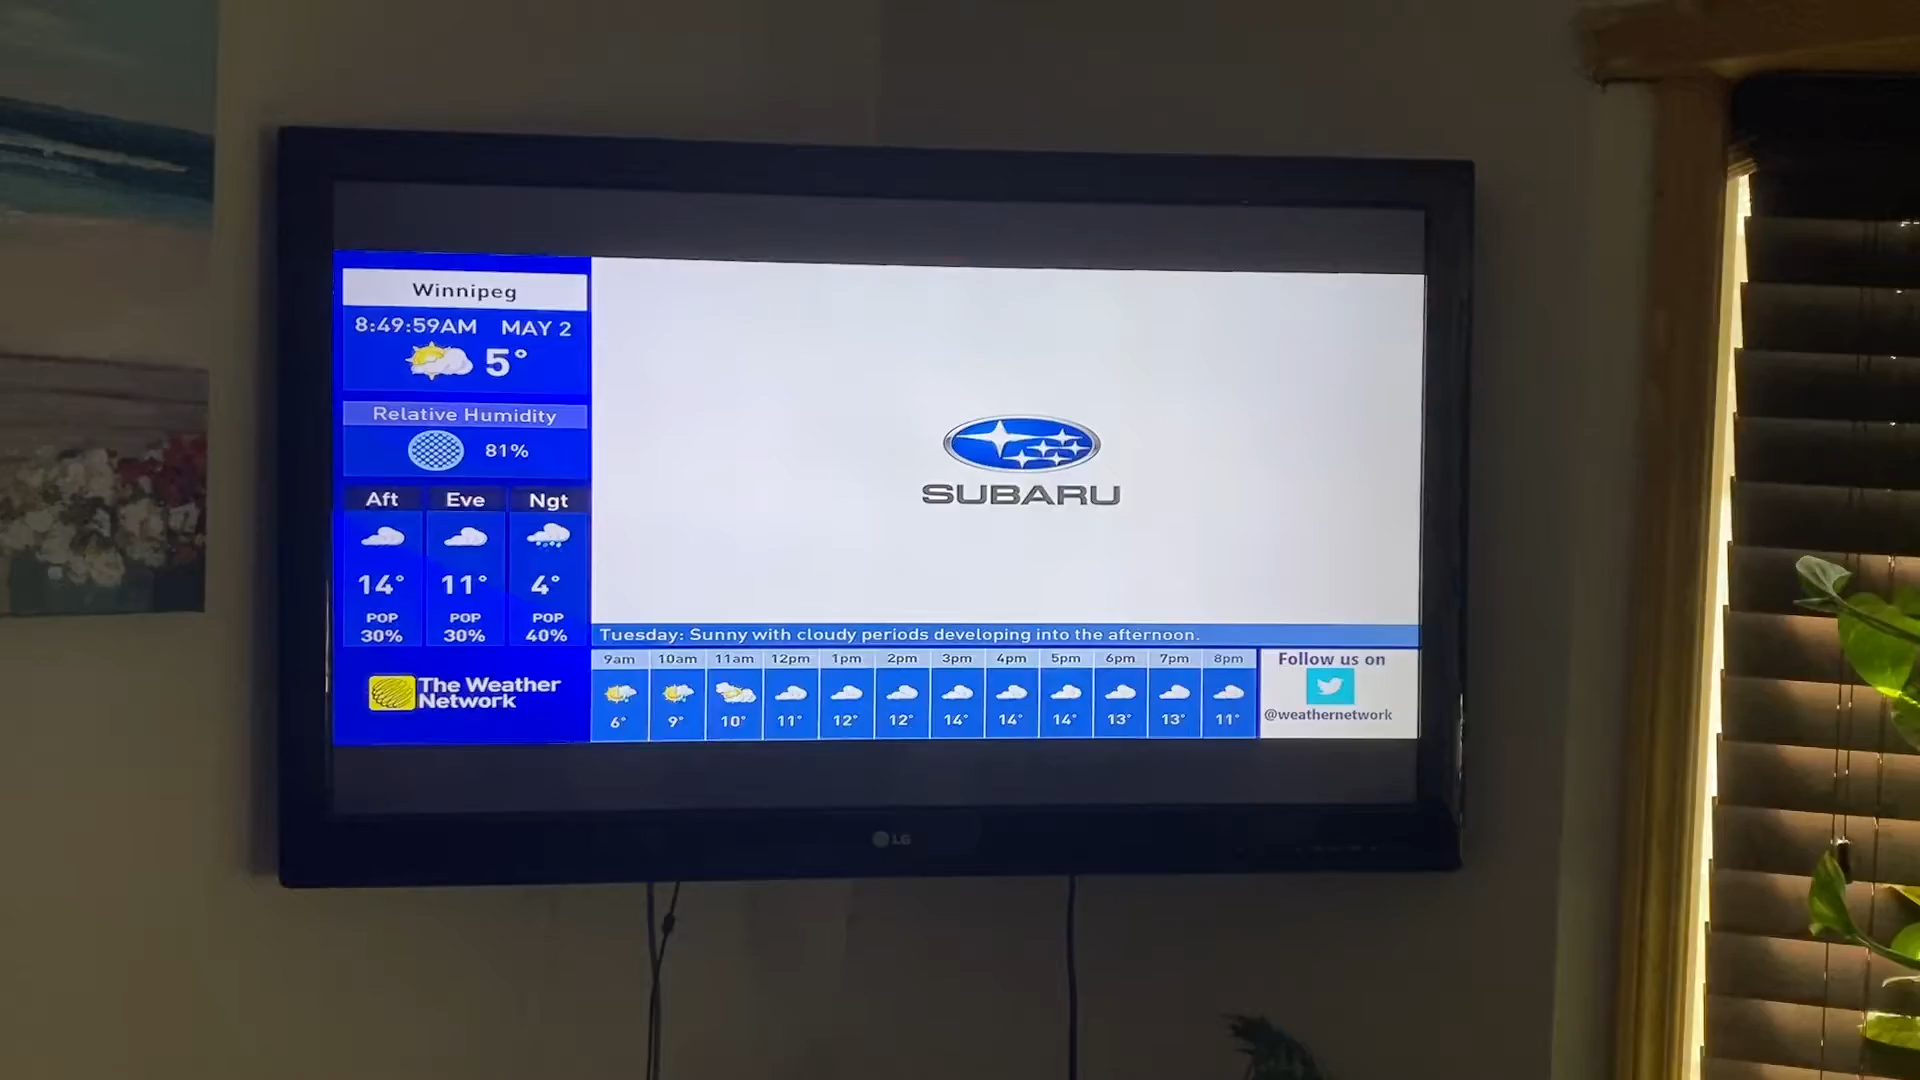 Winnipeg
8:49:59AM MAY 2
5°
Relative Humidity
81%
Aft Eve Ngt
14° 11° 4°
POP POP POP
30% 30% 40%
The Weather
Network
SUBARU
Tuesday: Sunny with cloudy periods developing into the afternoon.
9am 10am 11am 12pm 1pm 2pm 3pm 4pm 5pm 6pm 7pm 8pm
6° 9° 10° 11° 12° 12° 14° 14° 14° 13° 13° 11°
Follow us on
@weathernetwork
LG